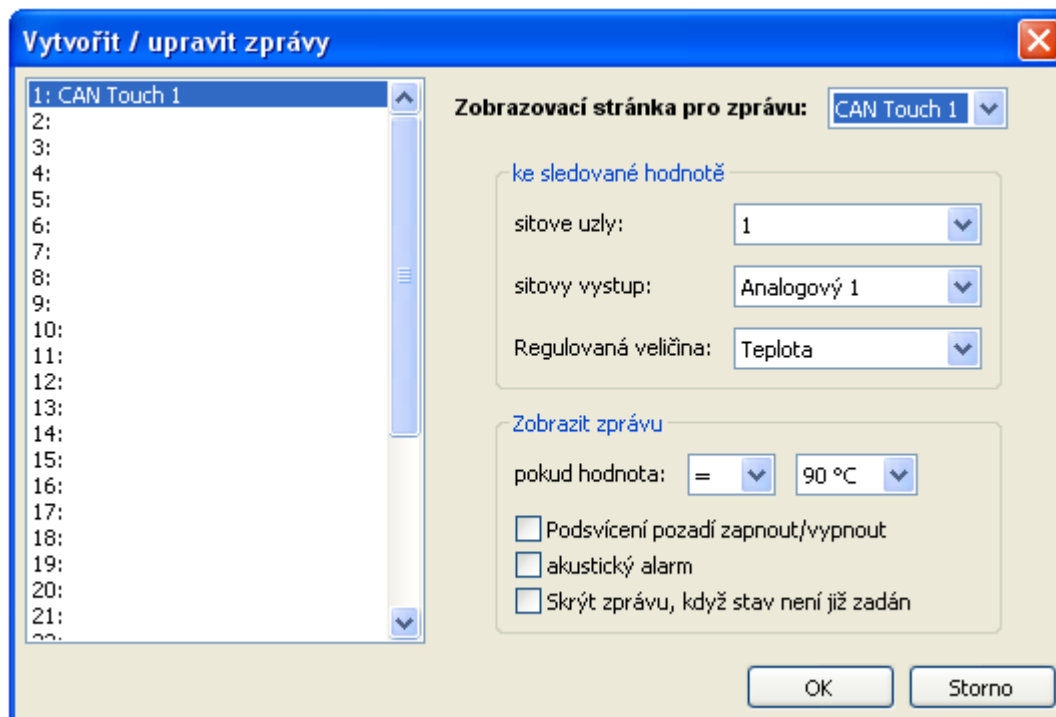 Vytvořit / upravit zprávy
1: CAN Touch 1
2:
3:
4:
5:
6:
7:
8:
9:
10:
11:
12:
13:
14:
15:
16:
17:
18:
19:
20:
21:
Zobrazovací stránka pro zprávu: CAN Touch 1
ke sledované hodnotě
sitove uzly: 1
sitovy vystup: Analogový 1
Regulovaná veličina: Teplota
Zobrazit zprávu
pokud hodnota: = 90 °C
Podsvícení pozadí zapnout/vypnout
akustický alarm
Skrýt zprávu, když stav není již zadán
OK Storno